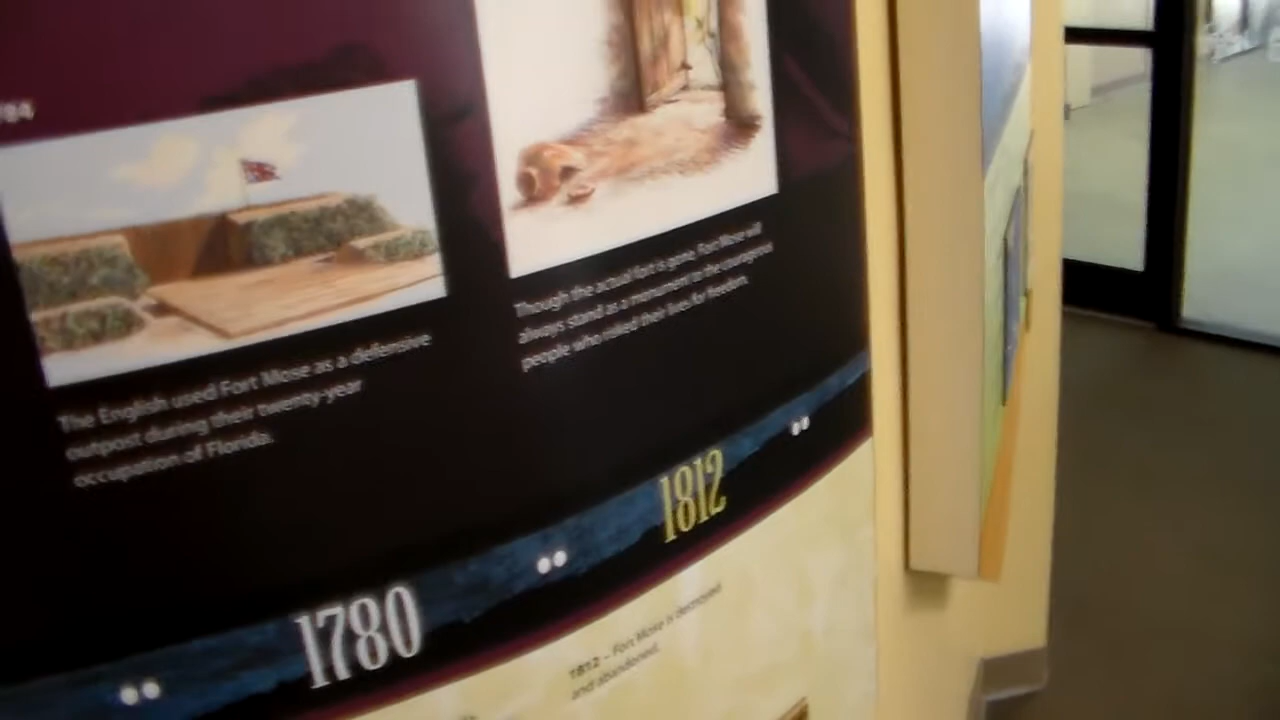 The English used Fort Mose as a defensive
outpost during their twenty-year
occupation of Florida.
Though the actual fort is gone, Fort Mose will
always stand as a monument to the courageous
people who risked their lives for freedom.
1780
1812
1812 – Fort Mose is destroyed
and abandoned.